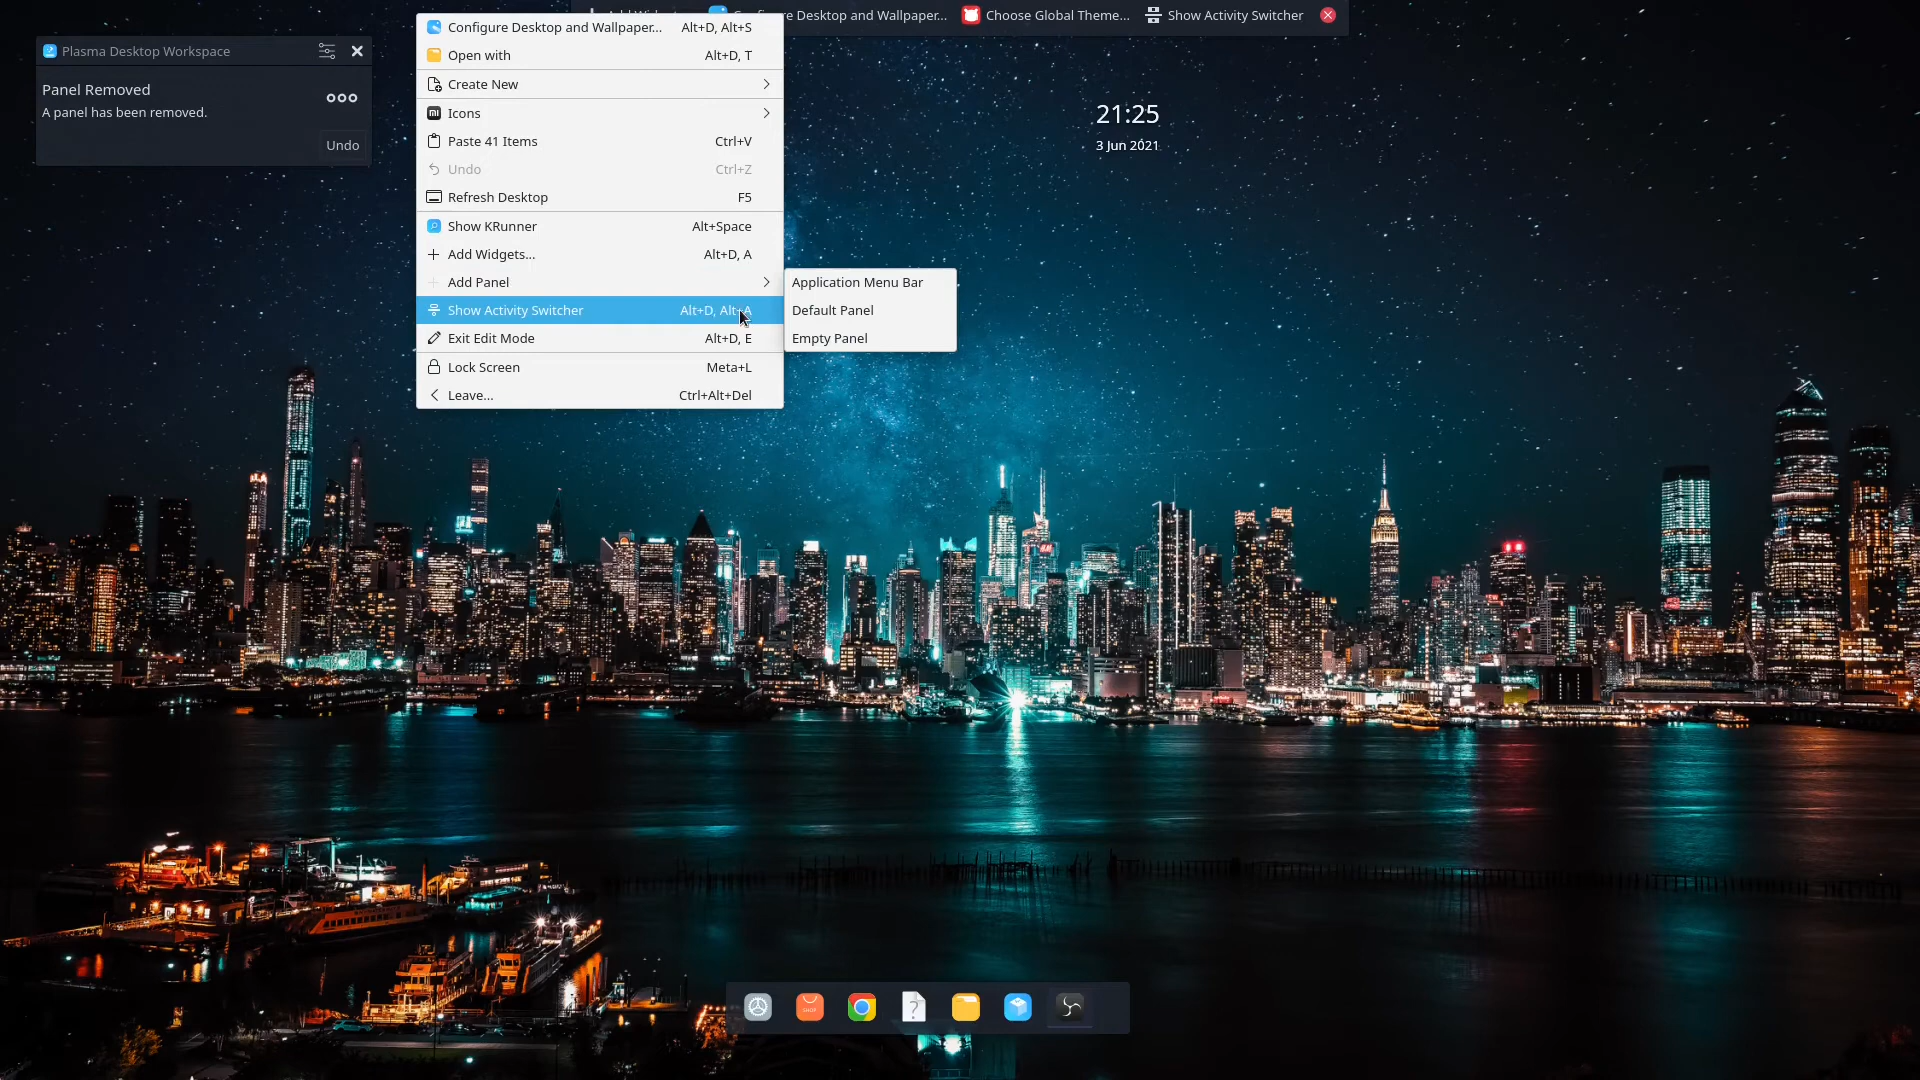 Configure Desktop and Wallpaper... Alt+D, Alt+S
Open with Alt+D, T
Create New
Icons
Paste 41 Items Ctrl+V
Undo Ctrl+Z
Refresh Desktop F5
Show KRunner Alt+Space
Add Widgets... Alt+D, A
Add Panel
Show Activity Switcher Alt+D, Alt+A
Exit Edit Mode Alt+D, E
Lock Screen Meta+L
Leave... Ctrl+Alt+Del
Application Menu Bar
Default Panel
Empty Panel
Desktop and Wallpaper...
Choose Global Theme...
Show Activity Switcher
Plasma Desktop Workspace
Panel Removed
A panel has been removed.
Undo
21:25
3 Jun 2021
SHOP